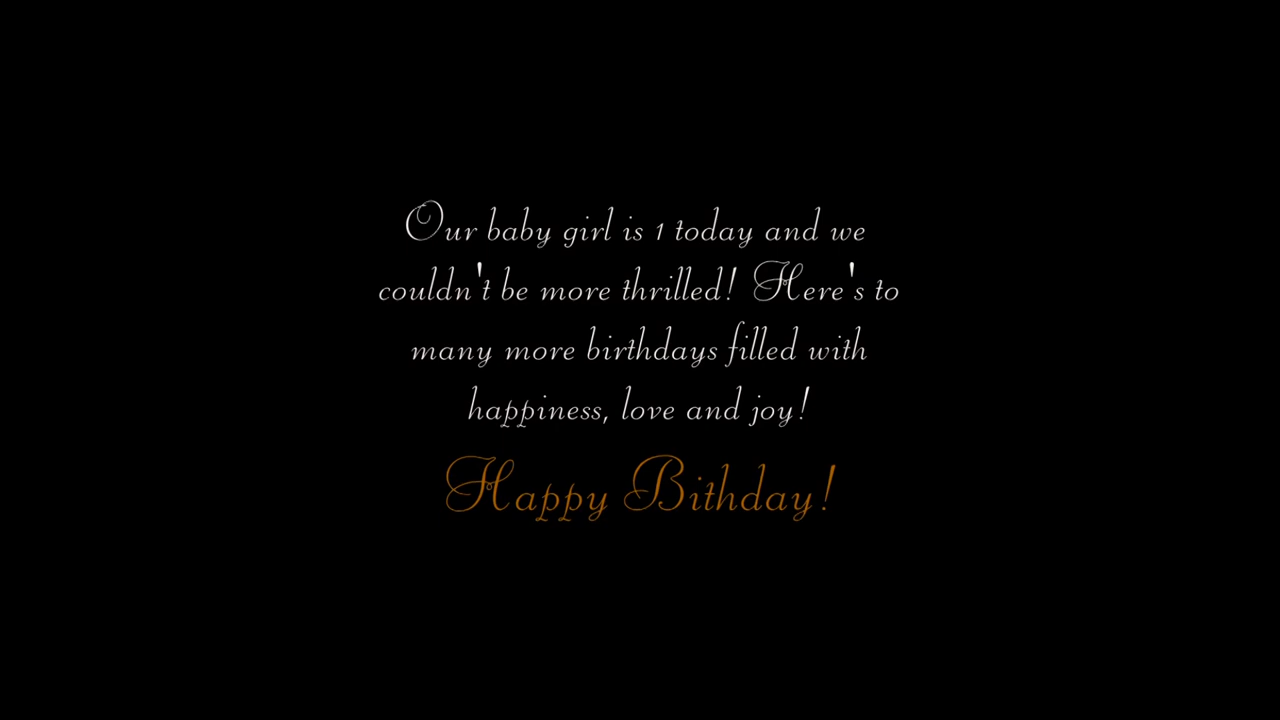 Our baby girl is 1 today and we
couldn't be more thrilled! Here's to
many more birthdays filled with
happiness, love and joy!
Happy Bithday!